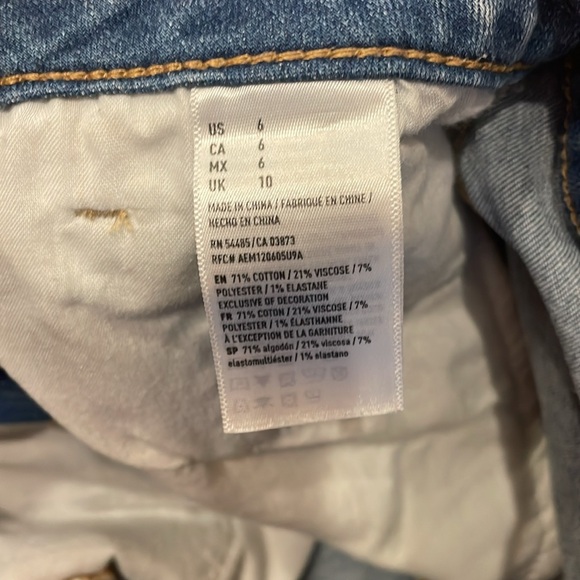 US 6
CA 6
MX 6
UK 10
MADE IN CHINA / FABRIQUÉ EN CHINE /
HECHO EN CHINA
RN 54485/CA 03873
RFC# AEM120605U9A
EN 71% COTTON / 21% VISCOSE / 7%
POLYESTER / 1% ELASTANE
EXCLUSIVE OF DECORATION
FR 71% COTON / 21% VISCOSE / 7%
POLYESTER / 1% ÉLASTHANNE
À L'EXCEPTION DE LA GARNITURE
SP 71% algodón / 21% viscosa / 7%
elastomultiéster / 1% elastano